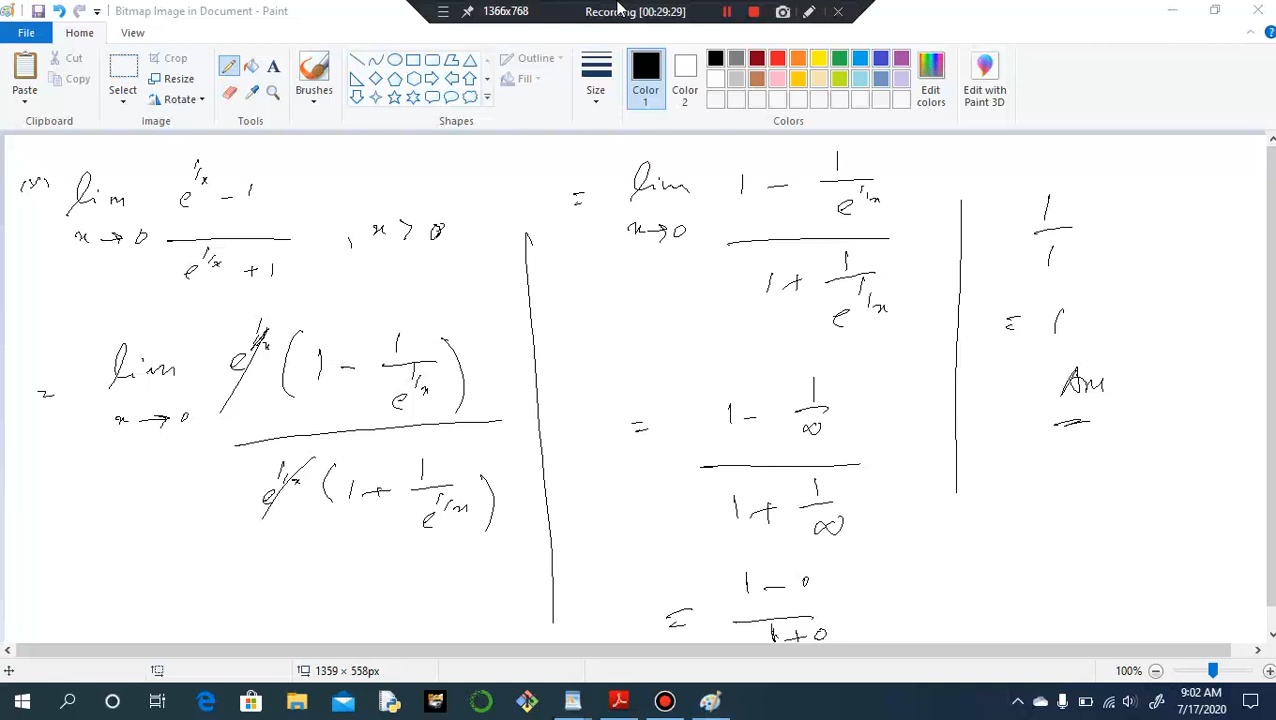 Bitmap Image in Document - Paint
1366x768
Recording [00:29:29]
File
Home
View
Paste
Cut
Copy
Clipboard
Select
Crop
Resize
Rotate
Image
Tools
Brushes
Shapes
Outline
Fill
Size
Color 1
Color 2
Edit colors
Edit with Paint 3D
Colors
(v) lim x→0 (e^(1/x) - 1) / (e^(1/x) + 1) , x > 0
= lim x→0 e^(1/x) (1 - 1/e^(1/x)) / e^(1/x) (1 + 1/e^(1/x))
= lim x→0 (1 - 1/e^(1/x)) / (1 + 1/e^(1/x))
= (1 - 1/∞) / (1 + 1/∞)
= (1 - 0) / (1 + 0)
1/1
= 1
Ans
1359 × 558px
100%
9:02 AM
7/17/2020